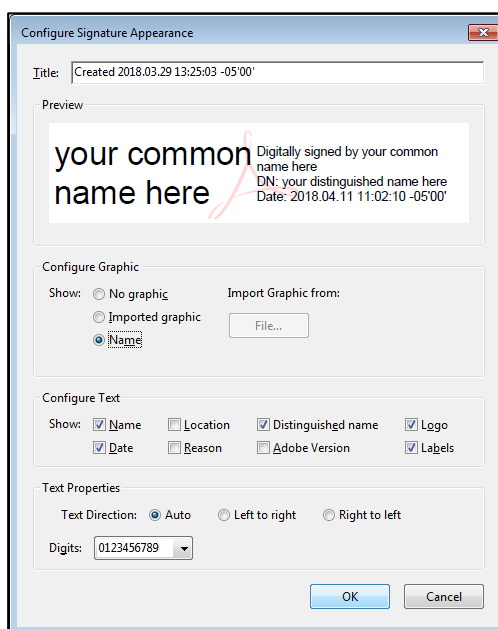 Configure Signature Appearance
Title: Created 2018.03.29 13:25:03 -05'00'
Preview
your common
name here
Digitally signed by your common
name here
DN: your distinguished name here
Date: 2018.04.11 11:02:10 -05'00'
Configure Graphic
Show: No graphic Import Graphic from:
Imported graphic File...
Name
Configure Text
Show: Name Location Distinguished name Logo
Date Reason Adobe Version Labels
Text Properties
Text Direction: Auto Left to right Right to left
Digits: 0123456789
OK Cancel